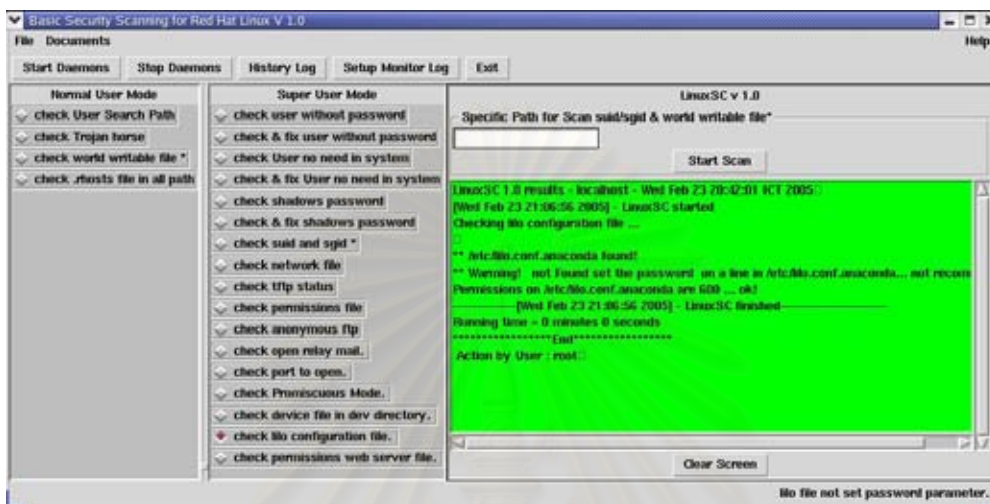 Basic Security Scanning for Red Hat Linux V 1.0
File Documents Help
Start Daemons Stop Daemons History Log Setup Monitor Log Exit
Normal User Mode
check User Search Path
check Trojan horse
check world writable file *
check .rhosts file in all path
Super User Mode
check user without password
check & fix user without password
check User no need in system
check & fix User no need in system
check shadows password
check & fix shadows password
check suid and sgid *
check network file
check tftp status
check permissions file
check anonymous ftp
check open relay mail.
check port to open.
check Promiscuous Mode.
check device file in dev directory.
check lilo configuration file.
check permissions web server file.
LinuxSC v 1.0
Specific Path for Scan suid/sgid & world writable file*
Start Scan
LinuxSC 1.0 results - localhost - Wed Feb 23 20:42:01 ICT 2005
[Wed Feb 23 21:06:56 2005] - LinuxSC started
Checking lilo configuration file ...
** /etc/lilo.conf.anaconda found!
** Warning! not Found set the password on a line in /etc/lilo.conf.anaconda... not recom
Permissions on /etc/lilo.conf.anaconda are 600 ... ok!
[Wed Feb 23 21:06:56 2005] - LinuxSC finished
Running time = 0 minutes 0 seconds
*****************End*****************
Action by User : root
Clear Screen
lilo file not set password parameter.